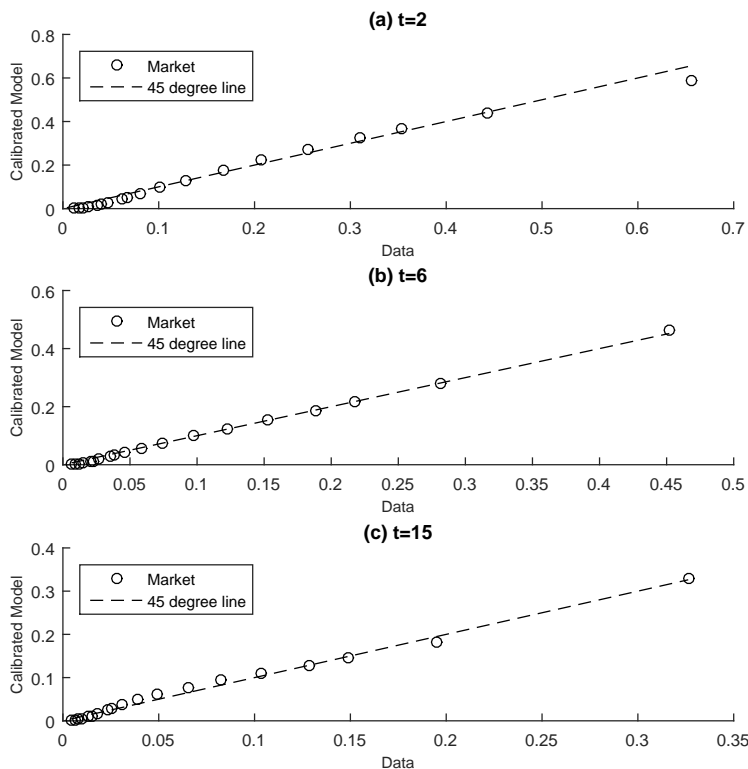 (a) t=2
0.8
0.6
0.4
0.2
0
Calibrated Model
Market
45 degree line
0 0.1 0.2 0.3 0.4 0.5 0.6 0.7
Data
(b) t=6
0.6
0.4
0.2
0
Calibrated Model
Market
45 degree line
0 0.05 0.1 0.15 0.2 0.25 0.3 0.35 0.4 0.45 0.5
Data
(c) t=15
0.4
0.3
0.2
0.1
0
Calibrated Model
Market
45 degree line
0 0.05 0.1 0.15 0.2 0.25 0.3 0.35
Data